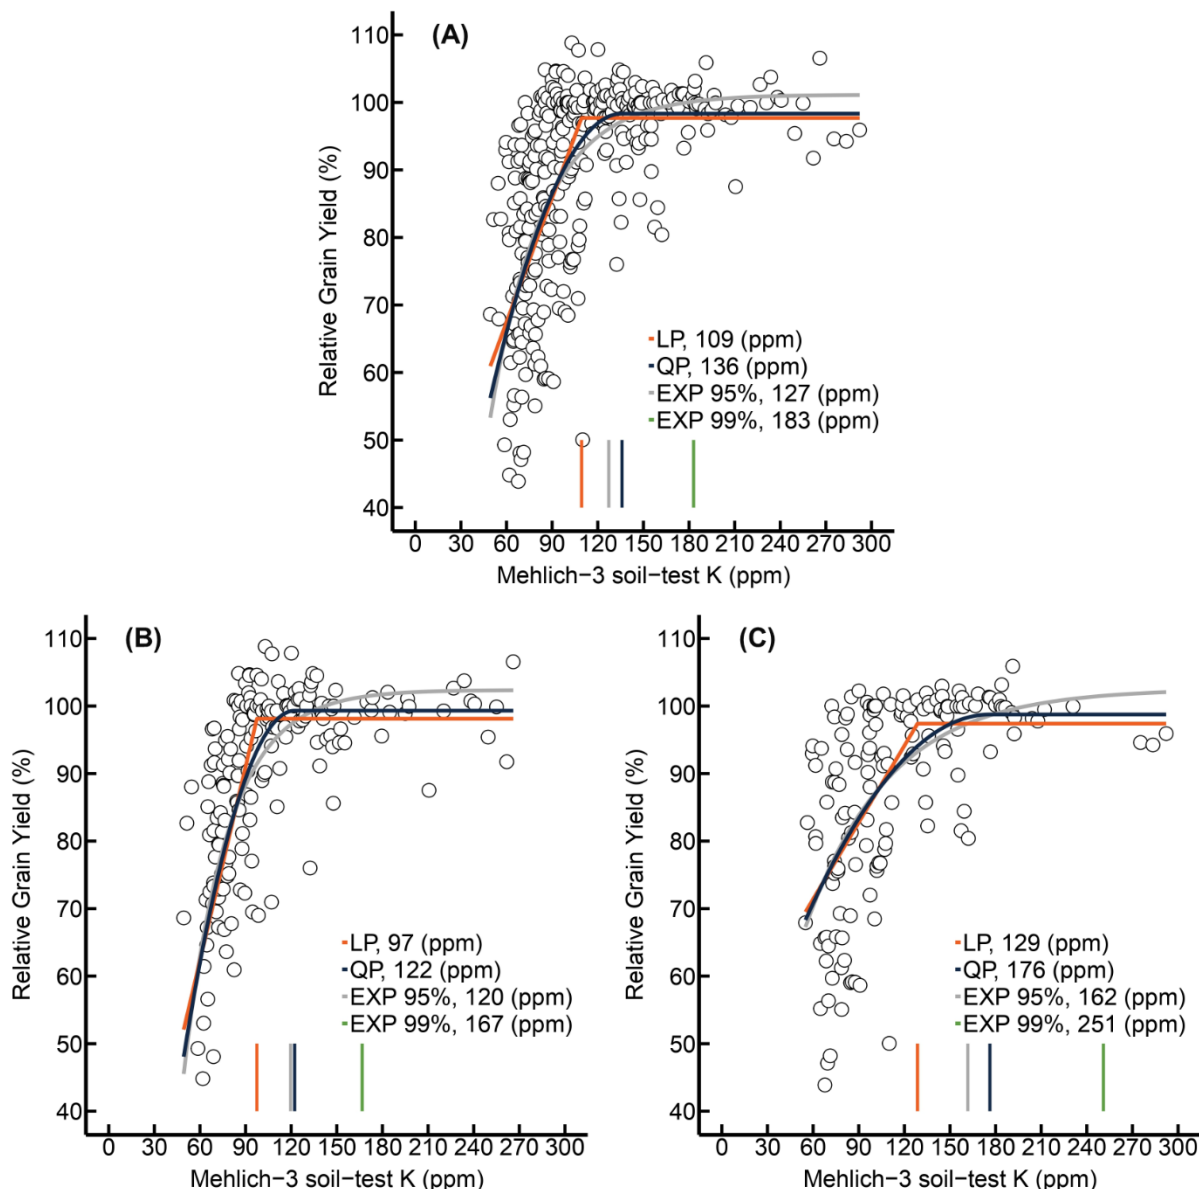 (A)
110
100
90
80
70
60
50
40
Relative Grain Yield (%)
LP, 109 (ppm)
QP, 136 (ppm)
EXP 95%, 127 (ppm)
EXP 99%, 183 (ppm)
0 30 60 90 120 150 180 210 240 270 300
Mehlich−3 soil−test K (ppm)
(B)
110
100
90
80
70
60
50
40
Relative Grain Yield (%)
LP, 97 (ppm)
QP, 122 (ppm)
EXP 95%, 120 (ppm)
EXP 99%, 167 (ppm)
0 30 60 90 120 150 180 210 240 270 300
Mehlich−3 soil−test K (ppm)
(C)
110
100
90
80
70
60
50
40
Relative Grain Yield (%)
LP, 129 (ppm)
QP, 176 (ppm)
EXP 95%, 162 (ppm)
EXP 99%, 251 (ppm)
0 30 60 90 120 150 180 210 240 270 300
Mehlich−3 soil−test K (ppm)